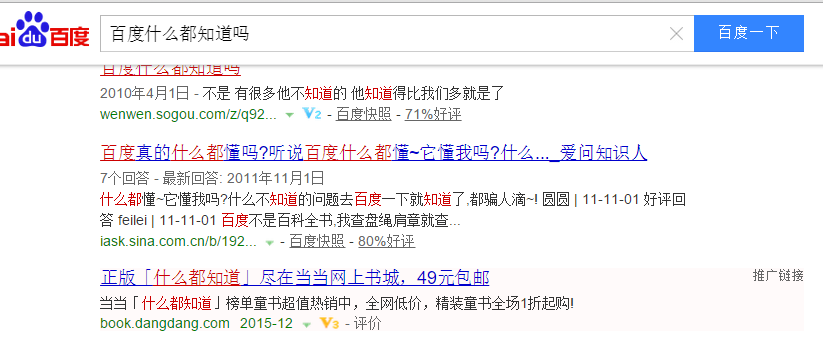 ai du 百度 百度什么都知道吗 百度一下
百度什么都知道吗
2010年4月1日 - 不是 有很多他不知道的 他知道得比我们多就是了
wenwen.sogou.com/z/q92... V2 - 百度快照 - 71%好评
百度真的什么都懂吗?听说百度什么都懂~它懂我吗?什么..._爱问知识人
7个回答 - 最新回答: 2011年11月1日
什么都懂~它懂我吗?什么不知道的问题去百度一下就知道了,都骗人滴~! 圆圆 | 11-11-01 好评回
答 feilei | 11-11-01 百度不是百科全书,我查盘绳肩章就查...
iask.sina.com.cn/b/192... - 百度快照 - 80%好评
正版「什么都知道」尽在当当网上书城，49元包邮 推广链接
当当「什么都知道」榜单童书超值热销中，全网低价，精装童书全场1折起购!
book.dangdang.com 2015-12 V3 - 评价